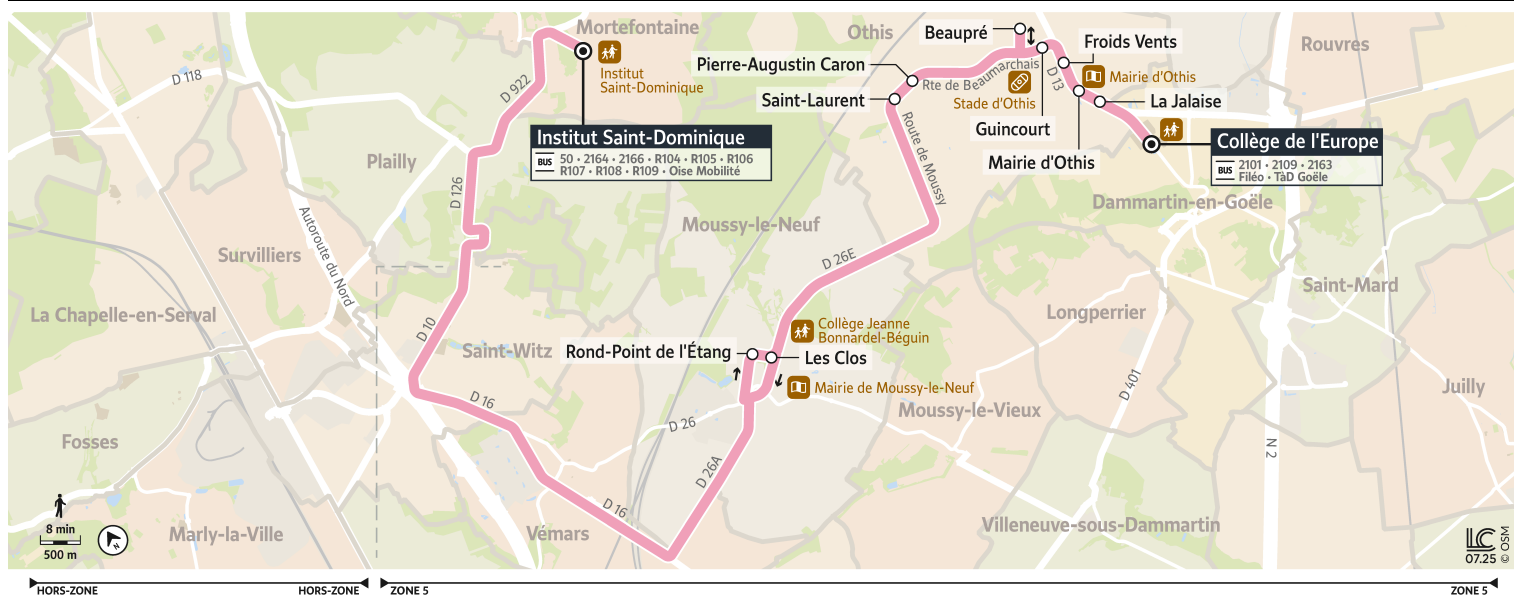 Mortefontaine
Othis
Beaupré
Froids Vents
Rouvres
D 118
D 922
Institut
Saint-Dominique
Pierre-Augustin Caron
Rte de Beaumarchais
D 13
Mairie d'Othis
Saint-Laurent
Stade d'Othis
La Jalaise
Guincourt
Institut Saint-Dominique
BUS
50 • 2164 • 2166 • R104 • R105 • R106
R107 • R108 • R109 • Oise Mobilité
Collège de l'Europe
BUS
2101 • 2109 • 2163
Filéo • TàD Goële
Mairie d'Othis
Plailly
D 126
Route de Moussy
Dammartin-en-Goële
Moussy-le-Neuf
Autoroute du Nord
Survilliers
D 26E
Saint-Mard
La Chapelle-en-Serval
Longperrier
D 10
Collège Jeanne
Bonnardel-Béguin
Saint-Witz
Rond-Point de l'Étang
Les Clos
Mairie de Moussy-le-Neuf
D 401
Juilly
D 16
Moussy-le-Vieux
D 26
Fosses
N 2
D 26A
D 16
8 min
500 m
N
Marly-la-Ville
Vémars
Villeneuve-sous-Dammartin
LC
07.25
© OSM
HORS-ZONE
HORS-ZONE
ZONE 5
ZONE 5